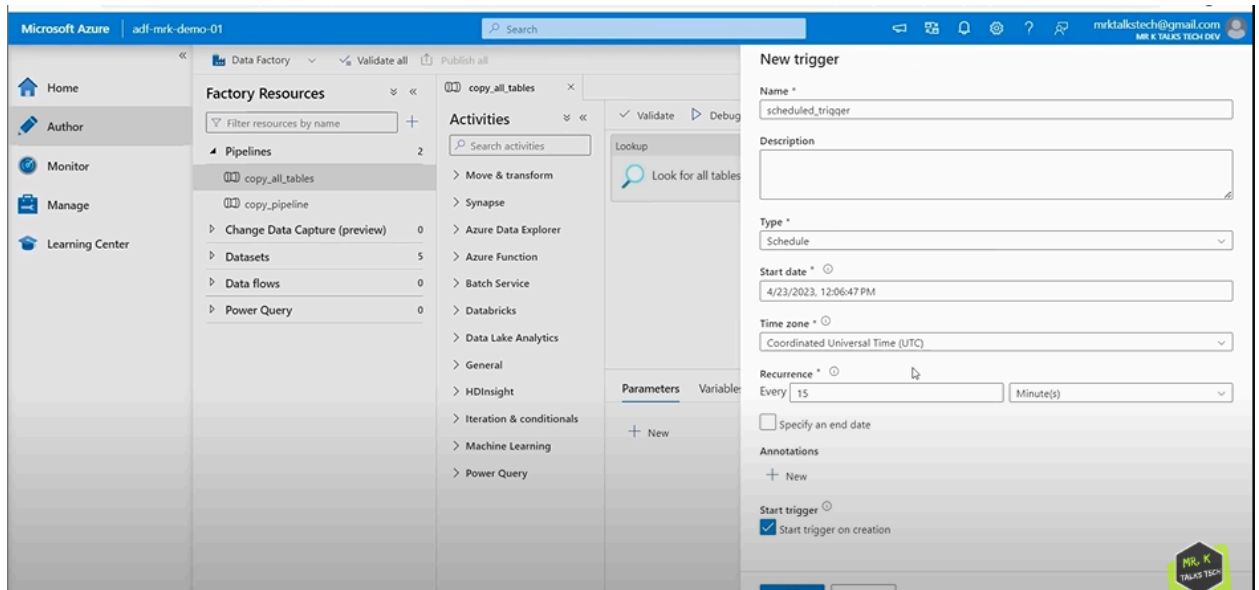 Microsoft Azure adf-mrk-demo-01 Search mrktalkstech@gmail.com
MR K TALKS TECH DEV
Home
Author
Monitor
Manage
Learning Center
Data Factory Validate all Publish all
Factory Resources
Filter resources by name
Pipelines 2
copy_all_tables
copy_pipeline
Change Data Capture (preview) 0
Datasets 5
Data flows 0
Power Query 0
copy_all_tables
Activities
Search activities
Move & transform
Synapse
Azure Data Explorer
Azure Function
Batch Service
Databricks
Data Lake Analytics
General
HDInsight
Iteration & conditionals
Machine Learning
Power Query
Validate Debug
Lookup
Look for all tables
Parameters Variable
New
New trigger
Name *
scheduled_trigger
Description
Type *
Schedule
Start date *
4/23/2023, 12:06:47 PM
Time zone *
Coordinated Universal Time (UTC)
Recurrence *
Every 15 Minute(s)
Specify an end date
Annotations
New
Start trigger
Start trigger on creation
MR. K
TALKS TECH